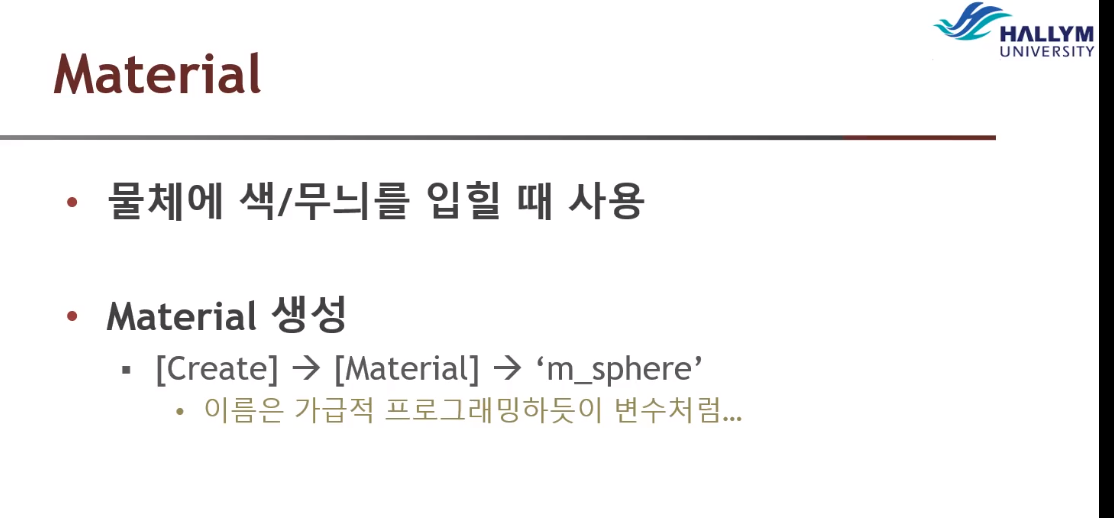 HALLYM
UNIVERSITY
Material
• 물체에 색/무늬를 입힐 때 사용
• Material 생성
▪ [Create] → [Material] → ‘m_sphere’
• 이름은 가급적 프로그래밍하듯이 변수처럼…